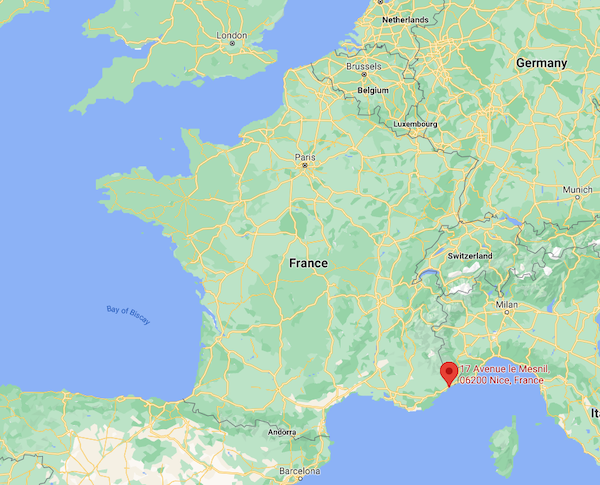 Netherlands
London
Germany
Brussels
Belgium
Luxembourg
Paris
Munich
Switzerland
France
Milan
Bay of Biscay
17 Avenue le Mesnil,
06200 Nice, France
It
Andorra
Barcelona